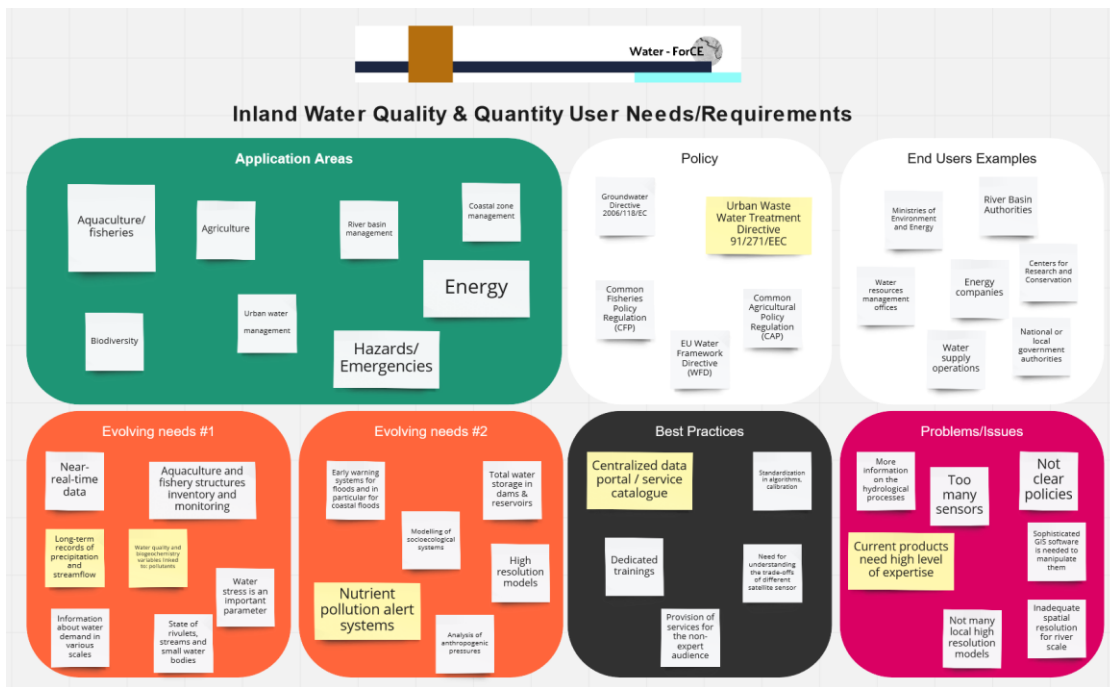 Water - ForCE
Inland Water Quality & Quantity User Needs/Requirements
Application Areas
Aquaculture/
fisheries
Agriculture
River basin
management
Coastal zone
management
Energy
Biodiversity
Urban water
management
Hazards/
Emergencies
Policy
Groundwater
Directive
2006/118/EC
Urban Waste
Water Treatment
Directive
91/271/EEC
Common
Fisheries
Policy
Regulation
(CFP)
EU Water
Framework
Directive
(WFD)
Common
Agricultural
Policy
Regulation
(CAP)
End Users Examples
Ministries of
Environment
and Energy
River Basin
Authorities
Water
resources
management
offices
Energy
companies
Centers for
Research and
Conservation
Water
supply
operations
National or
local
government
authorities
Evolving needs #1
Near-
real-time
data
Aquaculture and
fishery structures
inventory and
monitoring
Long-term
records of
precipitation
and
streamflow
Water quality and
biogeochemistry
variables linked
to: pollutants
Water
stress is an
important
parameter
Information
about water
demand in
various
scales
State of
rivulets,
streams and
small water
bodies
Evolving needs #2
Early warning
systems for
floods and in
particular for
coastal floods
Total water
storage in
dams &
reservoirs
Modelling of
socioecological
systems
High
resolution
models
Nutrient
pollution alert
systems
Analysis of
anthropogenic
pressures
Best Practices
Centralized data
portal / service
catalogue
Standardization
in algorithms,
calibration
Dedicated
trainings
Need for
understanding
the trade-offs
of different
satellite sensor
Provision of
services for
the non-
expert
audience
Problems/Issues
More
information
on the
hydrological
processes
Too
many
sensors
Not
clear
policies
Current products
need high level
of expertise
Sophisticated
GIS software
is needed to
manipulate
them
Not many
local high
resolution
models
Inadequate
spatial
resolution
for river
scale